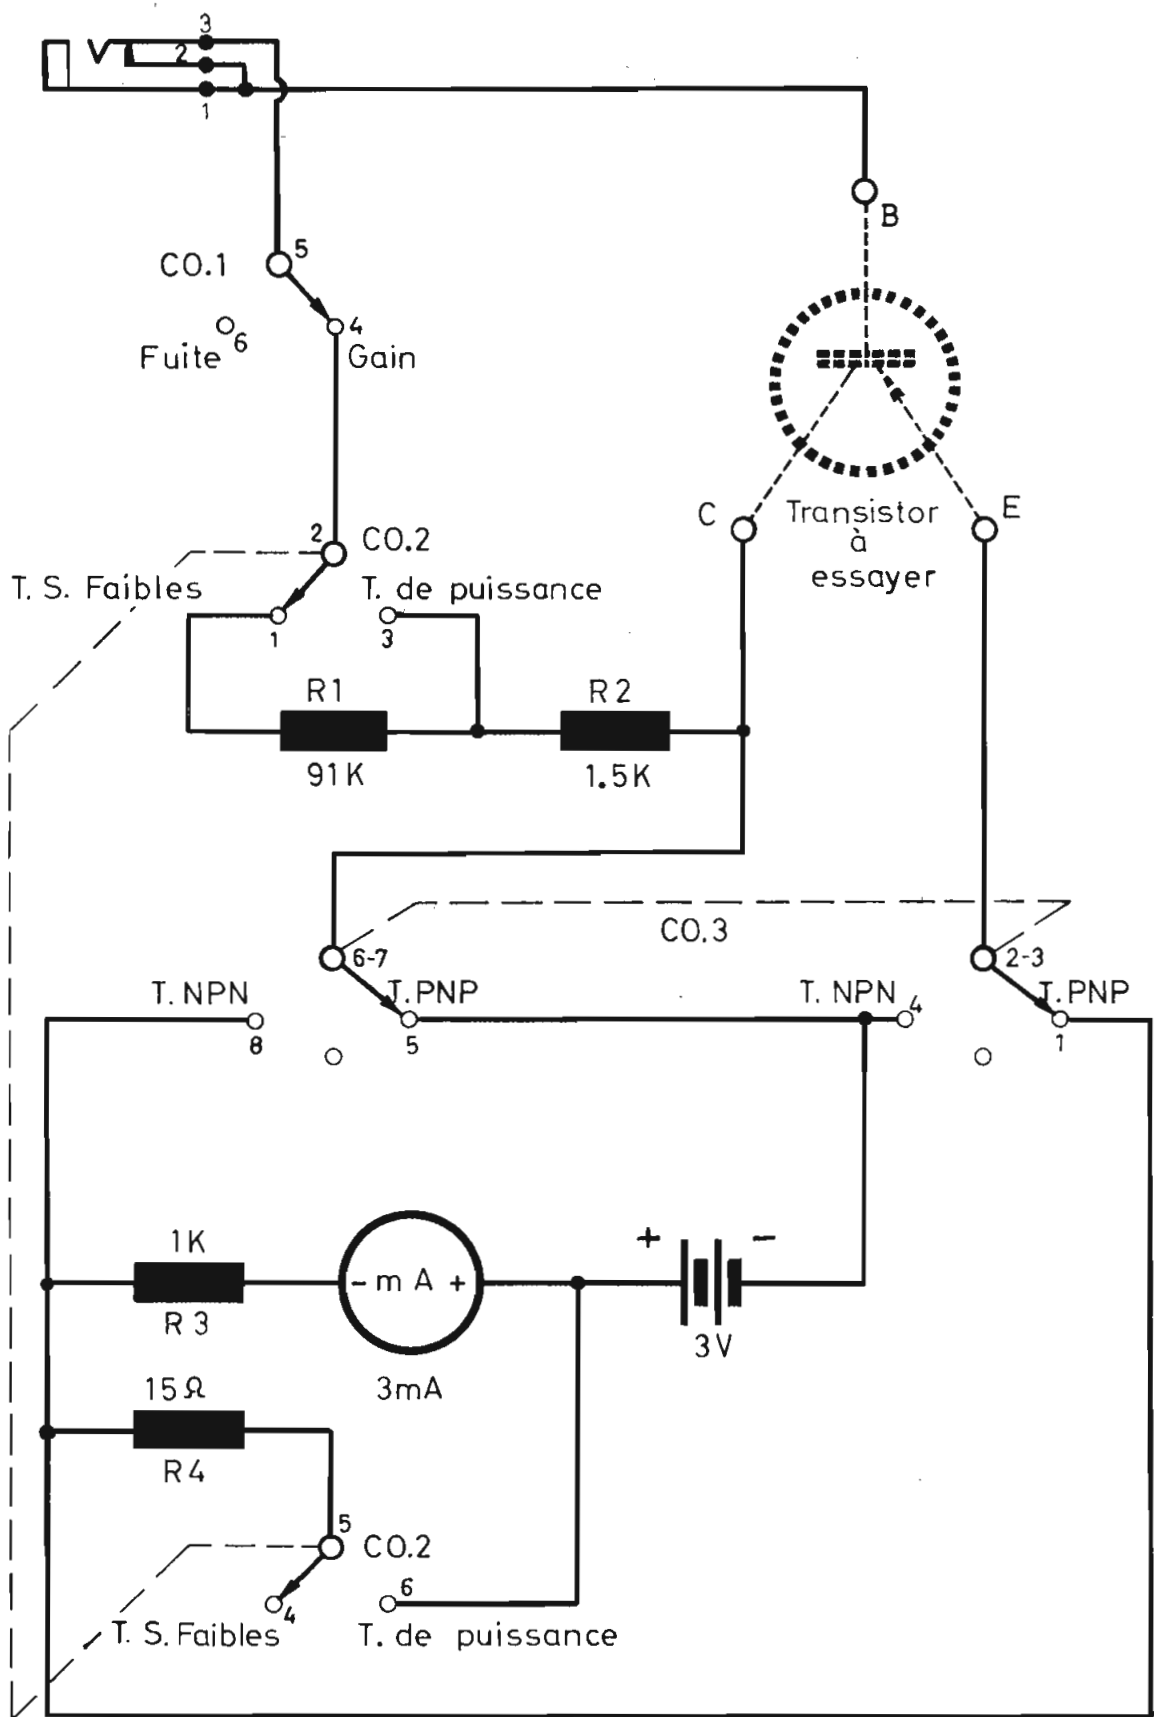 3
2
1
B
5
CO.1
6
4
Fuite
Gain
C
E
Transistor
à
essayer
2
CO.2
T. S. Faibles
T. de puissance
1
3
R1
R2
91K
1.5K
CO.3
6-7
2-3
T. NPN
T. PNP
T. NPN
4
T. PNP
8
5
1
1K
+
-
- m A +
R3
3V
3mA
15Ω
R4
5
CO.2
4
6
T. S. Faibles
T. de puissance